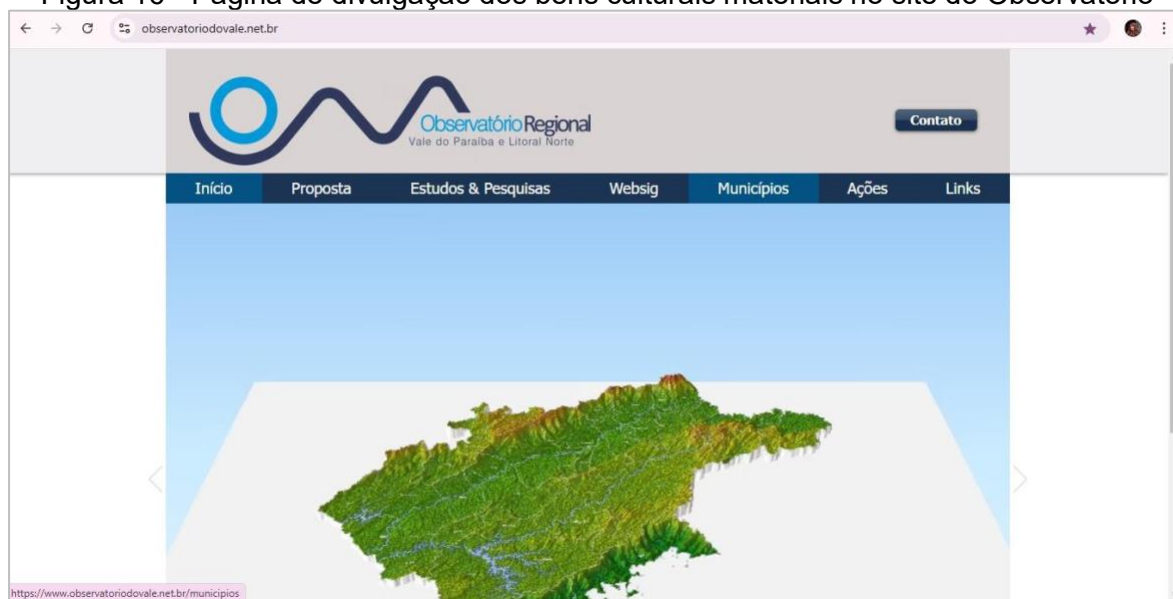 Figura 10 - Página de divulgação dos bens culturais materiais no site do Observatório
observatoriodovale.net.br
Observatório Regional
Vale do Paraíba e Litoral Norte
Contato
Início Proposta Estudos & Pesquisas Websig Municípios Ações Links
https://www.observatoriodovale.net.br/municipios